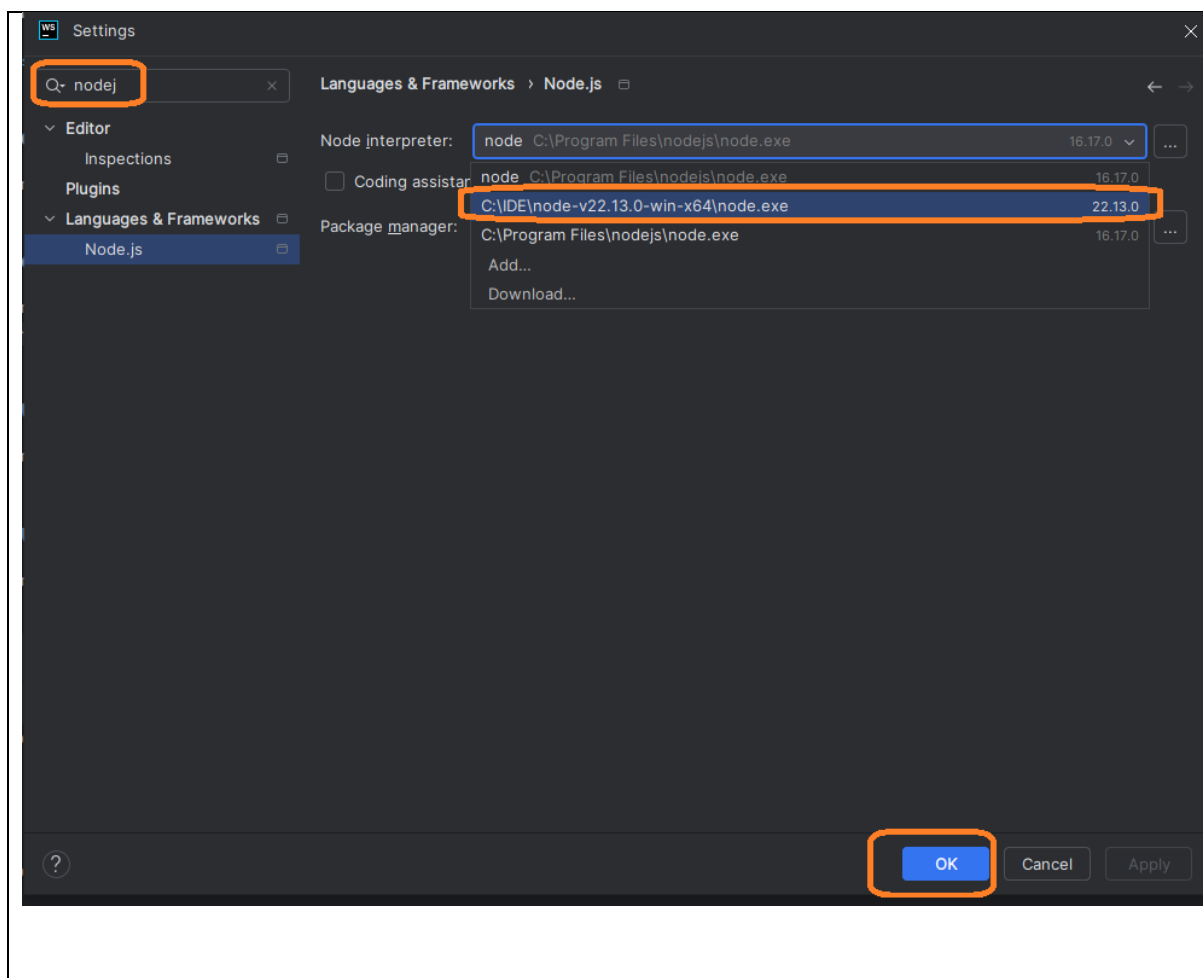 WS Settings
nodej
Languages & Frameworks › Node.js
Editor
Inspections
Plugins
Languages & Frameworks
Node.js
Node interpreter: node C:\Program Files\nodejs\node.exe 16.17.0 ...
Coding assistan
node C:\Program Files\nodejs\node.exe 16.17.0
C:\IDE\node-v22.13.0-win-x64\node.exe 22.13.0
Package manager: ...
C:\Program Files\nodejs\node.exe 16.17.0
Add...
Download...
? OK Cancel Apply